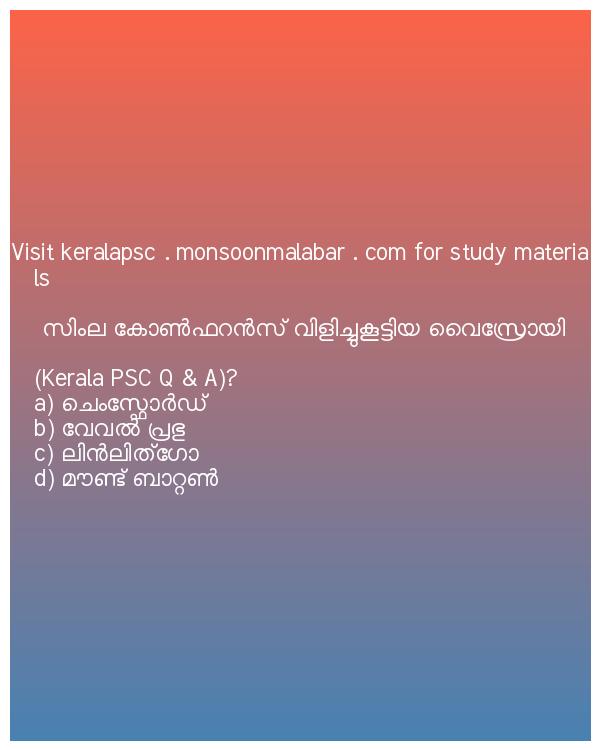 Visit keralapsc . monsoonmalabar . com for study materia
ls
സിംല കോൺഫറൻസ് വിളിച്ചുകൂട്ടിയ വൈസ്രോയി
(Kerala PSC Q & A)?
a) ചെംസ്ഫോർഡ്
b) വേവൽ പ്രഭു
c) ലിൻലിത്ഗോ
d) മൗണ്ട് ബാറ്റൺ